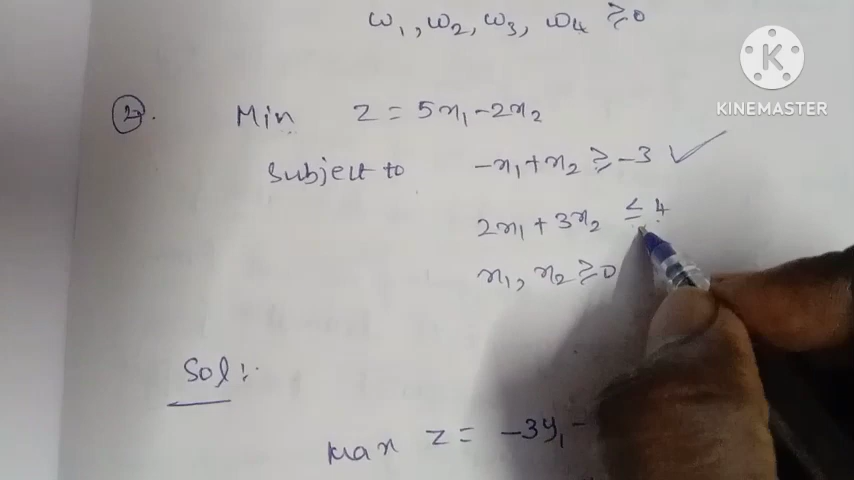 ω1, ω2, ω3, ω4 ≥0
KINEMASTER
2. Min Z = 5x1 - 2x2
Subject to -x1 + x2 ≥ -3 ✓
2x1 + 3x2 ≤ 4
x1, x2 ≥0
Sol:-
Max Z = -3y1 -